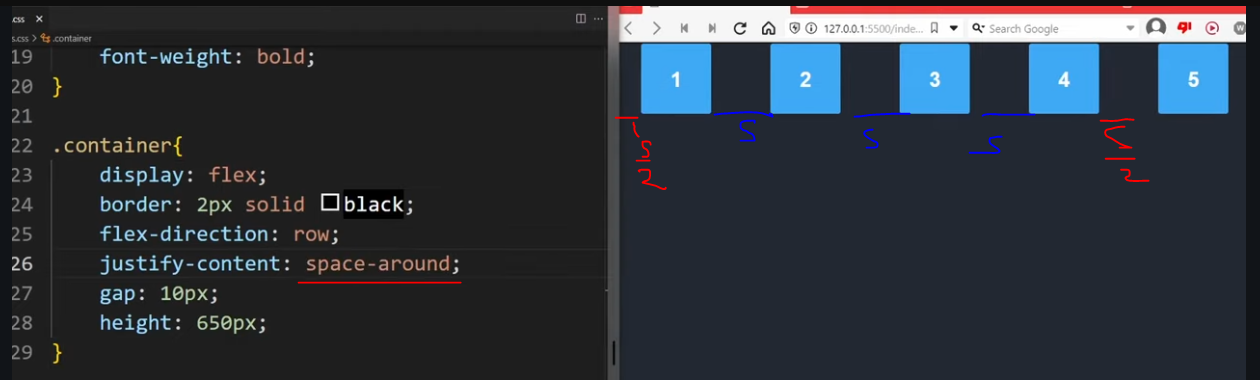 .css ×
s.css > .container
19 font-weight: bold;
20 }
21
22 .container{
23 display: flex;
24 border: 2px solid black;
25 flex-direction: row;
26 justify-content: space-around;
27 gap: 10px;
28 height: 650px;
29 }
127.0.0.1:5500/inde...
Search Google
W
1 2 3 4 5
S S S
S
2
S
2